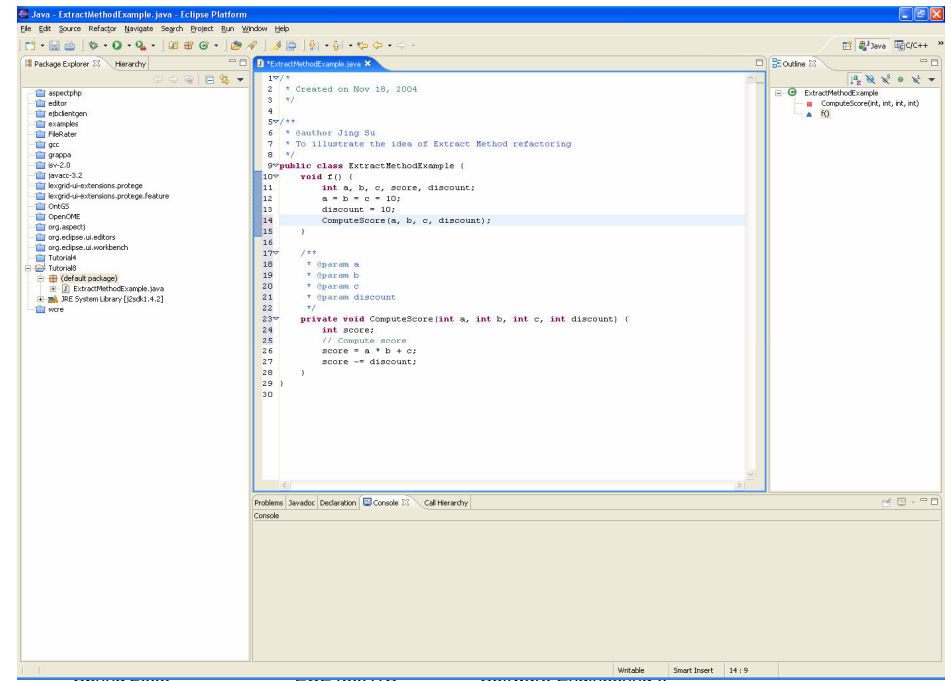 Java - ExtractMethodExample.java - Eclipse Platform
File Edit Source Refactor Navigate Search Project Run Window Help
Java C/C++ »
Package Explorer Hierarchy
aspectphp
editor
ejbclientgen
examples
FileRater
gcc
grappa
isv-2.0
javacc-3.2
lexgrid-ui-extensions.protege
lexgrid-ui-extensions.protege.feature
OntGS
OpenOME
org.aspectj
org.eclipse.ui.editors
org.eclipse.ui.workbench
Tutorial4
Tutorial8
(default package)
ExtractMethodExample.java
JRE System Library [j2sdk1.4.2]
wcre
*ExtractMethodExample.java
1 /*
2 * Created on Nov 18, 2004
3 */
4
5 /**
6 * @author Jing Su
7 * To illustrate the idea of Extract Method refactoring
8 */
9 public class ExtractMethodExample {
10 void f() {
11 int a, b, c, score, discount;
12 a = b = c = 10;
13 discount = 10;
14 ComputeScore(a, b, c, discount);
15 }
16
17 /**
18 * @param a
19 * @param b
20 * @param c
21 * @param discount
22 */
23 private void ComputeScore(int a, int b, int c, int discount) {
24 int score;
25 // Compute score
26 score = a * b + c;
27 score -= discount;
28 }
29 }
30
Outline
ExtractMethodExample
ComputeScore(int, int, int, int)
f()
Problems Javadoc Declaration Console Call Hierarchy
Console
Writable Smart Insert 14 : 9